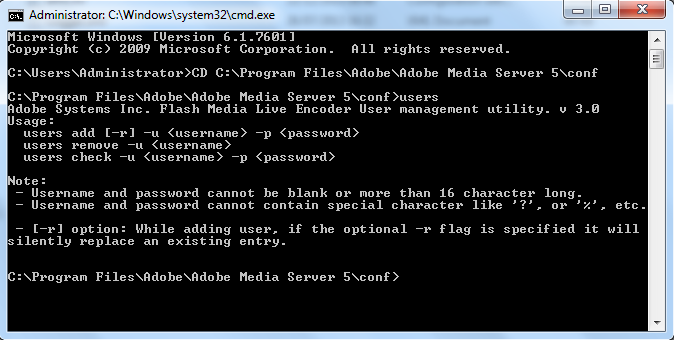 Administrator: C:\Windows\system32\cmd.exe
Microsoft Windows [Version 6.1.7601]
Copyright (c) 2009 Microsoft Corporation.  All rights reserved.
C:\Users\Administrator>CD C:\Program Files\Adobe\Adobe Media Server 5\conf
C:\Program Files\Adobe\Adobe Media Server 5\conf>users
Adobe Systems Inc. Flash Media Live Encoder User management utility. v 3.0
Usage:
  users add [-r] -u <username> -p <password>
  users remove -u <username>
  users check -u <username> -p <password>
Note:
 - Username and password cannot be blank or more than 16 character long.
 - Username and password cannot contain special character like '?', or '%', etc.
 - [-r] option: While adding user, if the optional -r flag is specified it will
silently replace an existing entry.
C:\Program Files\Adobe\Adobe Media Server 5\conf>